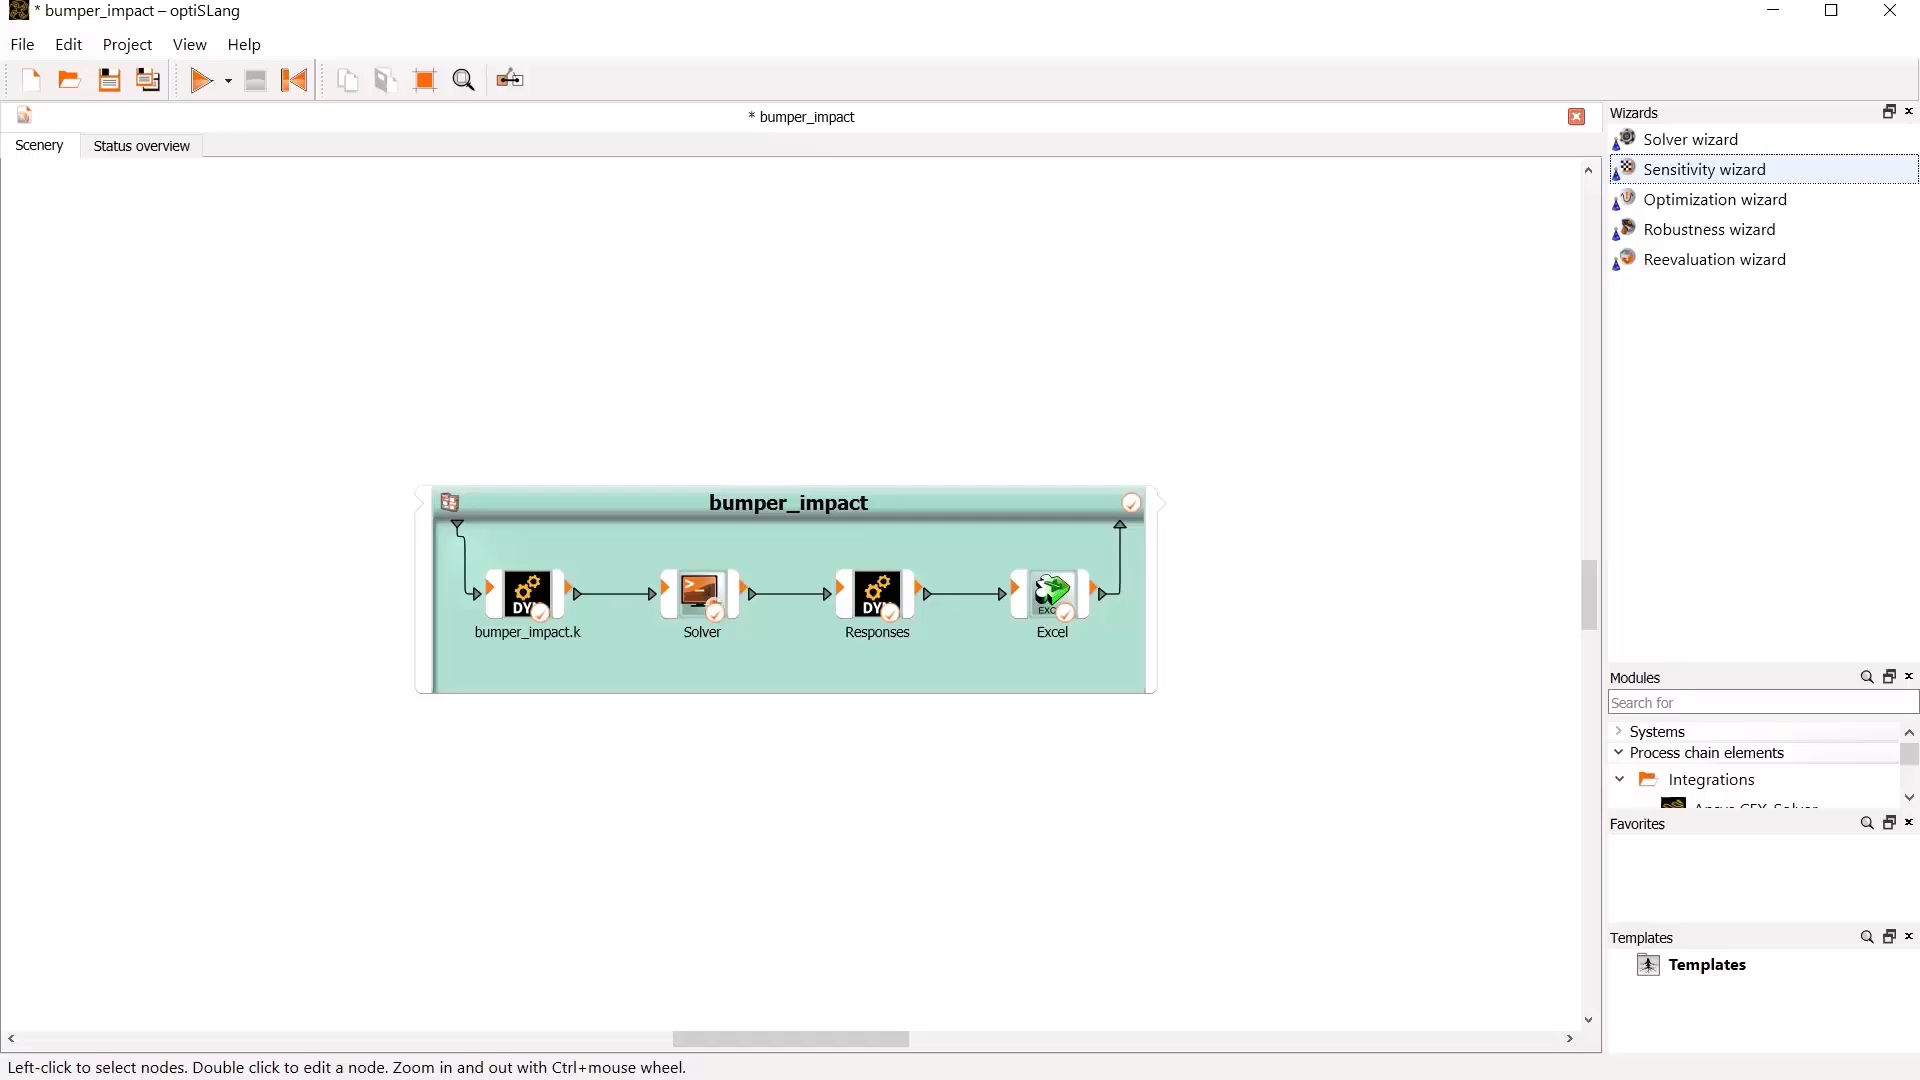 * bumper_impact – optiSLang
File Edit Project View Help
* bumper_impact
Scenery Status overview
Wizards
Solver wizard
Sensitivity wizard
Optimization wizard
Robustness wizard
Reevaluation wizard
bumper_impact
bumper_impact.k
Solver
Responses
Excel
Modules
Search for
Systems
Process chain elements
Integrations
Favorites
Templates
Templates
Left-click to select nodes. Double click to edit a node. Zoom in and out with Ctrl+mouse wheel.